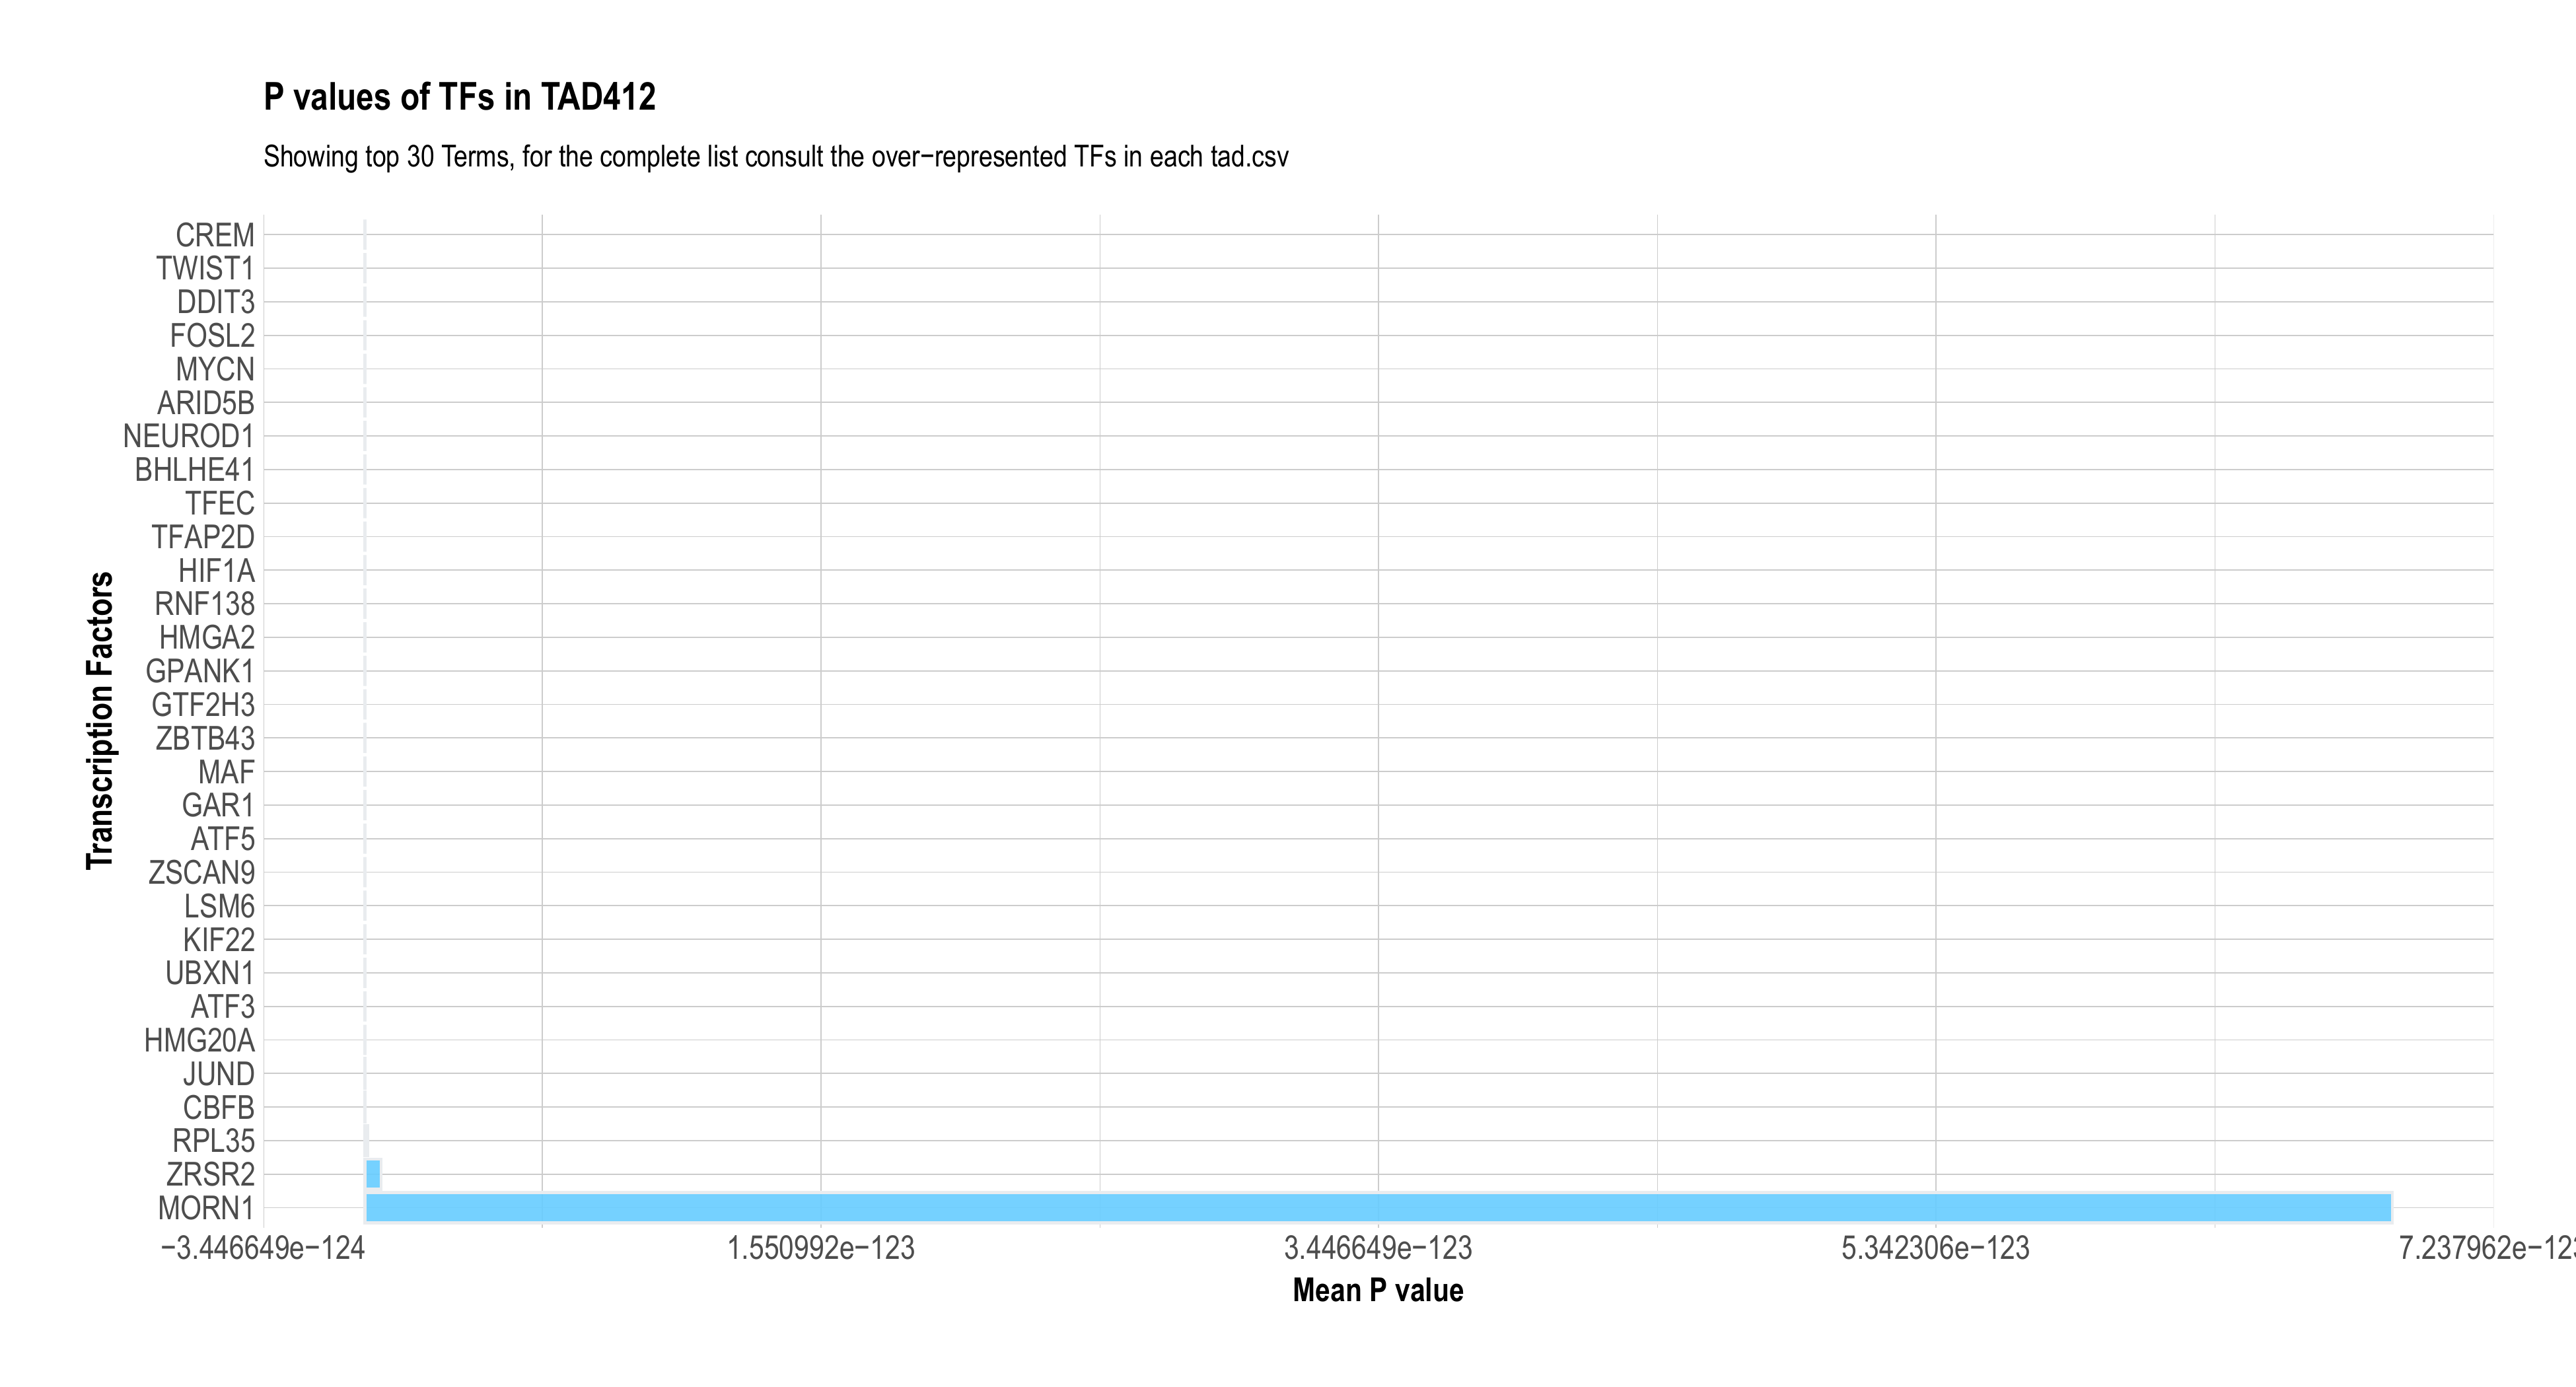 P values of TFs in TAD412
Showing top 30 Terms, for the complete list consult the over−represented TFs in each tad.csv
Transcription Factors
CREM
TWIST1
DDIT3
FOSL2
MYCN
ARID5B
NEUROD1
BHLHE41
TFEC
TFAP2D
HIF1A
RNF138
HMGA2
GPANK1
GTF2H3
ZBTB43
MAF
GAR1
ATF5
ZSCAN9
LSM6
KIF22
UBXN1
ATF3
HMG20A
JUND
CBFB
RPL35
ZRSR2
MORN1
−3.446649e−124 1.550992e−123 3.446649e−123 5.342306e−123 7.237962e−123
Mean P value